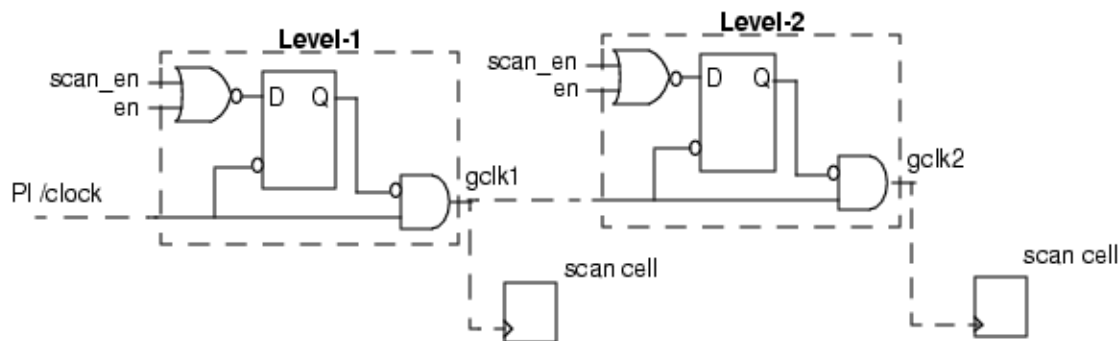 Level-1
scan_en
en
D Q
PI /clock
gclk1
scan cell
Level-2
scan_en
en
D Q
gclk2
scan cell